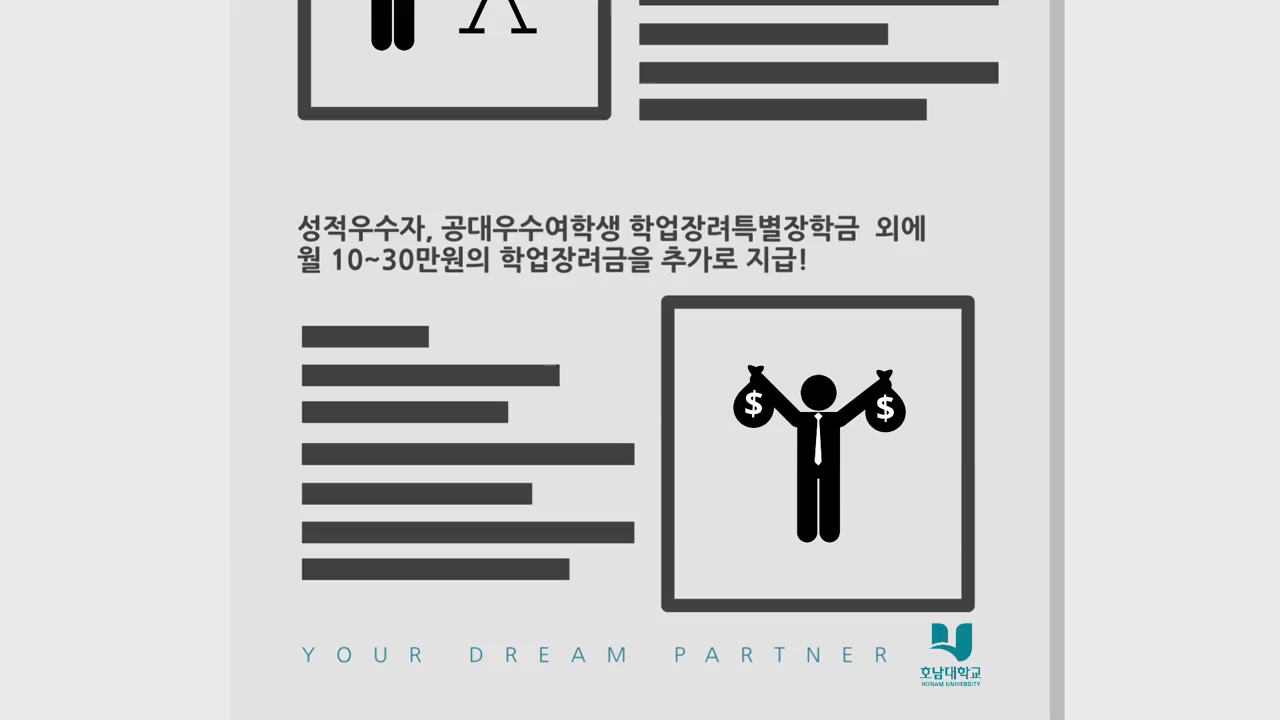 성적우수자, 공대우수여학생 학업장려특별장학금 외에
월 10~30만원의 학업장려금을 추가로 지급!
$ $
YOUR DREAM PARTNER
호남대학교
HONAM UNIVERSITY